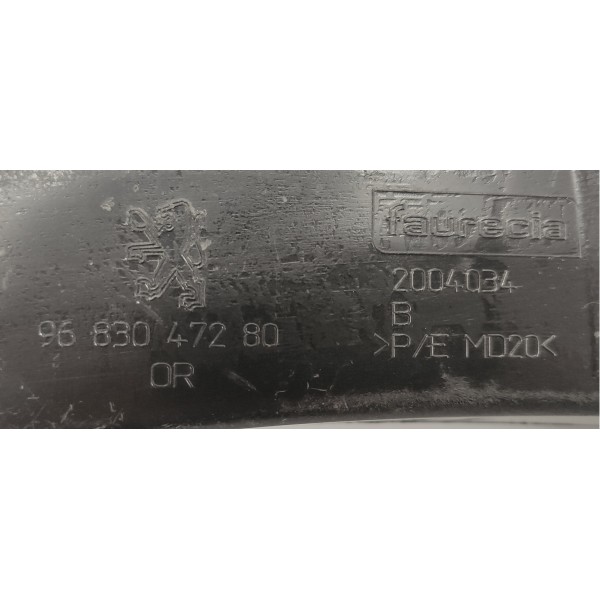 faurecia
2004034
B
>P/E MD20<
96 830 472 80
OR